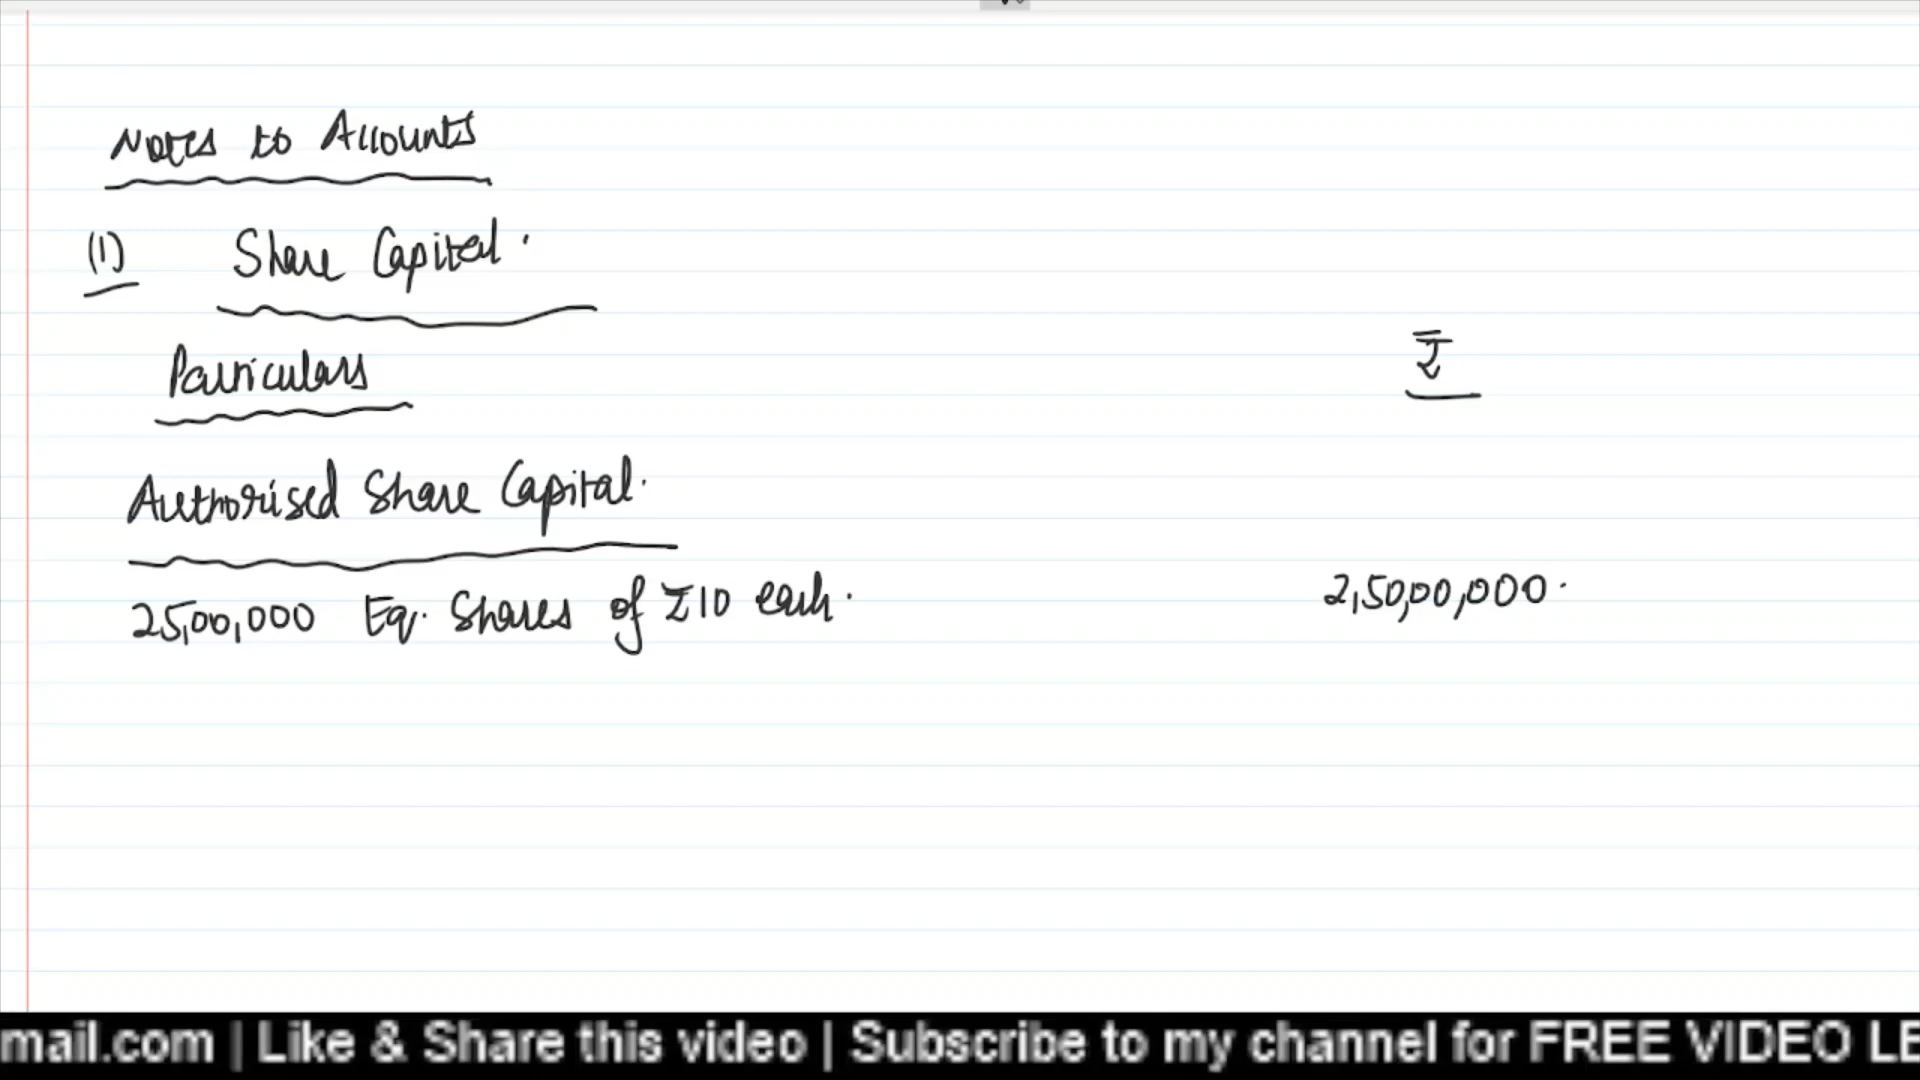 Notes to Accounts
(1) Share Capital.
Particulars ₹
Authorised Share Capital.
25,00,000 Eq. Shares of ₹10 each. 2,50,00,000.
mail.com | Like & Share this video | Subscribe to my channel for FREE VIDEO LE